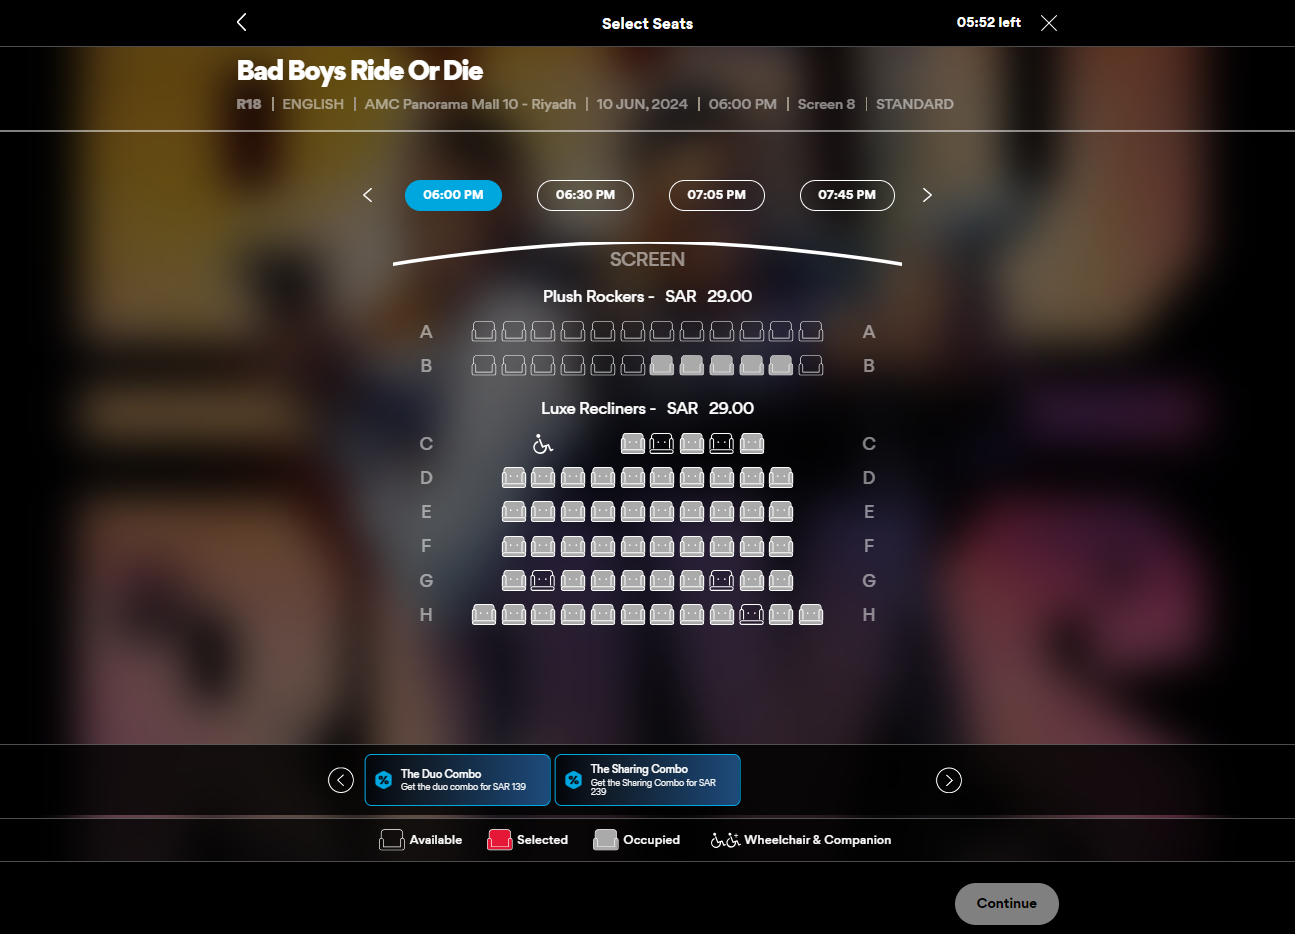 Select Seats
05:52 left
Bad Boys Ride Or Die
R18 | ENGLISH | AMC Panorama Mall 10 - Riyadh | 10 JUN, 2024 | 06:00 PM | Screen 8 | STANDARD
06:00 PM 06:30 PM 07:05 PM 07:45 PM
SCREEN
Plush Rockers - SAR 29.00
A A
B B
Luxe Recliners - SAR 29.00
C C
D D
E E
F F
G G
H H
The Duo Combo
Get the duo combo for SAR 139
The Sharing Combo
Get the Sharing Combo for SAR
239
Available Selected Occupied Wheelchair & Companion
Continue